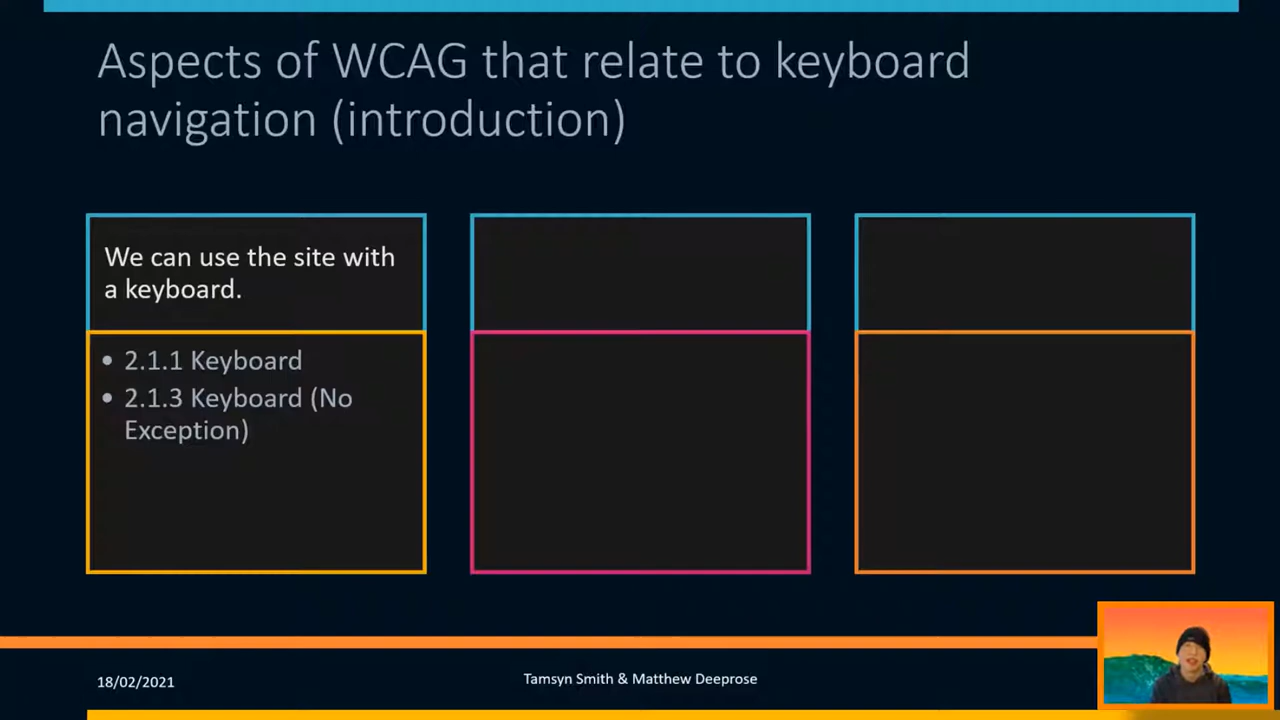 Aspects of WCAG that relate to keyboard
navigation (introduction)
We can use the site with
a keyboard.
• 2.1.1 Keyboard
• 2.1.3 Keyboard (No
Exception)
18/02/2021
Tamsyn Smith & Matthew Deeprose